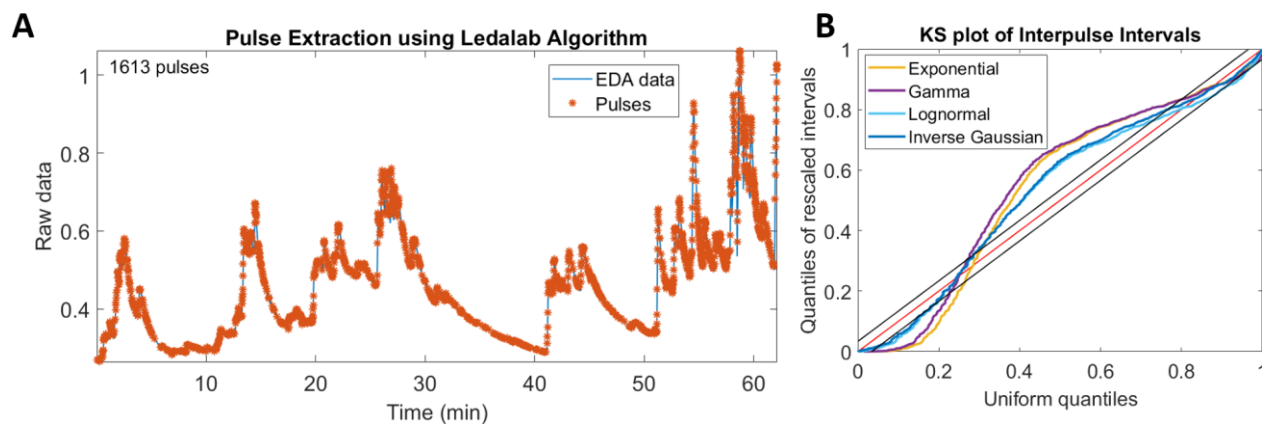 A
Pulse Extraction using Ledalab Algorithm
1613 pulses
EDA data
Pulses
Raw data
1
0.8
0.6
0.4
10
20
30
40
50
60
Time (min)
B
KS plot of Interpulse Intervals
Exponential
Gamma
Lognormal
Inverse Gaussian
Quantiles of rescaled intervals
1
0.8
0.6
0.4
0.2
0
0
0.2
0.4
0.6
0.8
1
Uniform quantiles